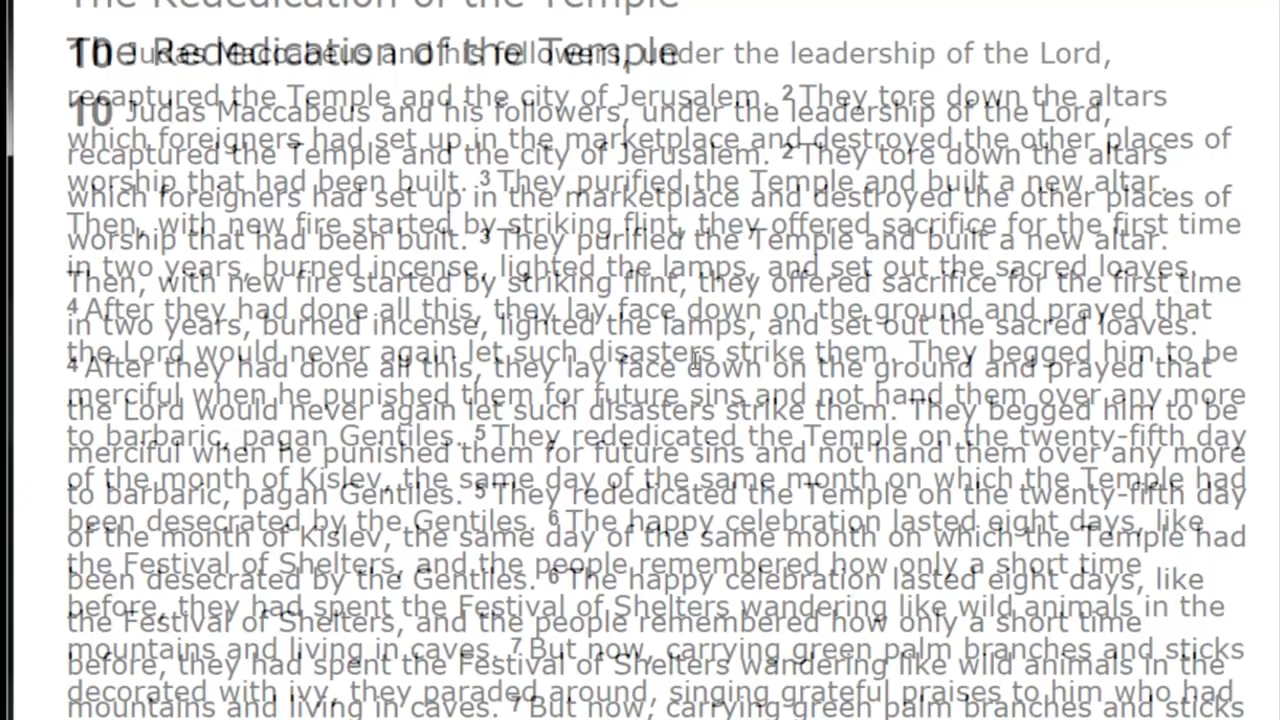 The Rededication of the Temple
10 Judas Maccabeus and his followers, under the leadership of the Lord,
recaptured the Temple and the city of Jerusalem. 2 They tore down the altars
which foreigners had set up in the marketplace and destroyed the other places of
worship that had been built. 3 They purified the Temple and built a new altar.
Then, with new fire started by striking flint, they offered sacrifice for the first time
in two years, burned incense, lighted the lamps, and set out the sacred loaves.
4 After they had done all this, they lay face down on the ground and prayed that
the Lord would never again let such disasters strike them. They begged him to be
merciful when he punished them for future sins and not hand them over any more
to barbaric, pagan Gentiles. 5 They rededicated the Temple on the twenty-fifth day
of the month of Kislev, the same day of the same month on which the Temple had
been desecrated by the Gentiles. 6 The happy celebration lasted eight days, like
the Festival of Shelters, and the people remembered how only a short time
before, they had spent the Festival of Shelters wandering like wild animals in the
mountains and living in caves. 7 But now, carrying green palm branches and sticks
decorated with ivy, they paraded around, singing grateful praises to him who had